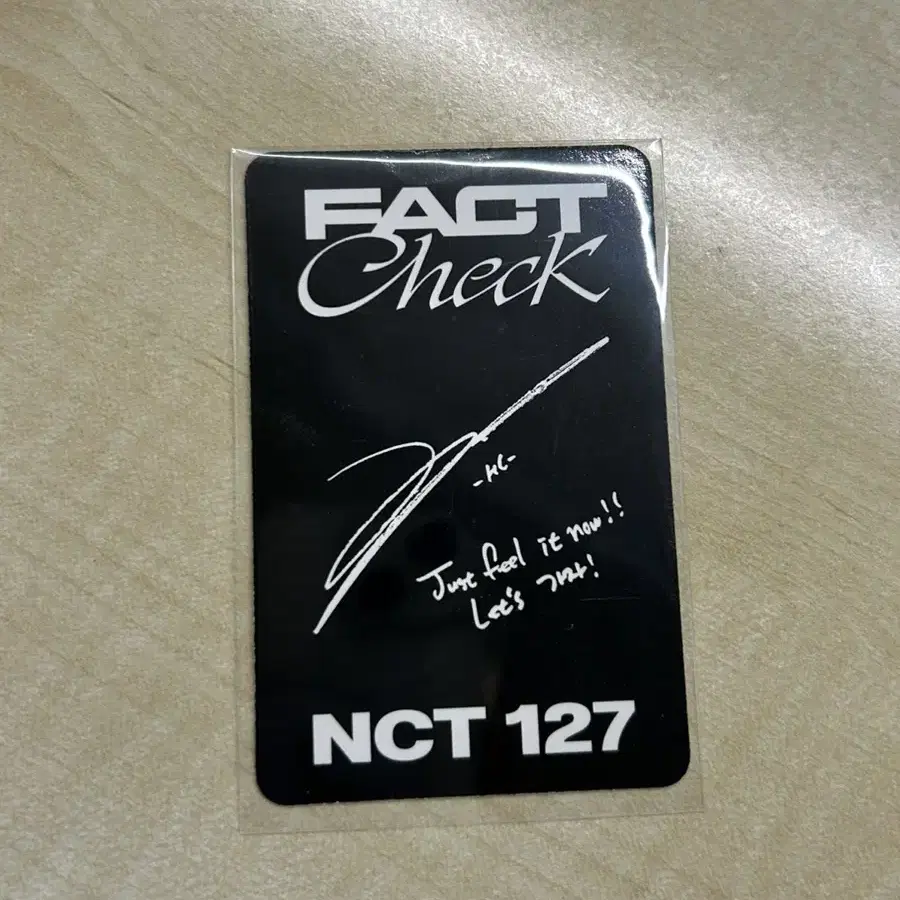 FACT
Check
-HC-
Just feel it now!!
Let's 가자!
NCT 127